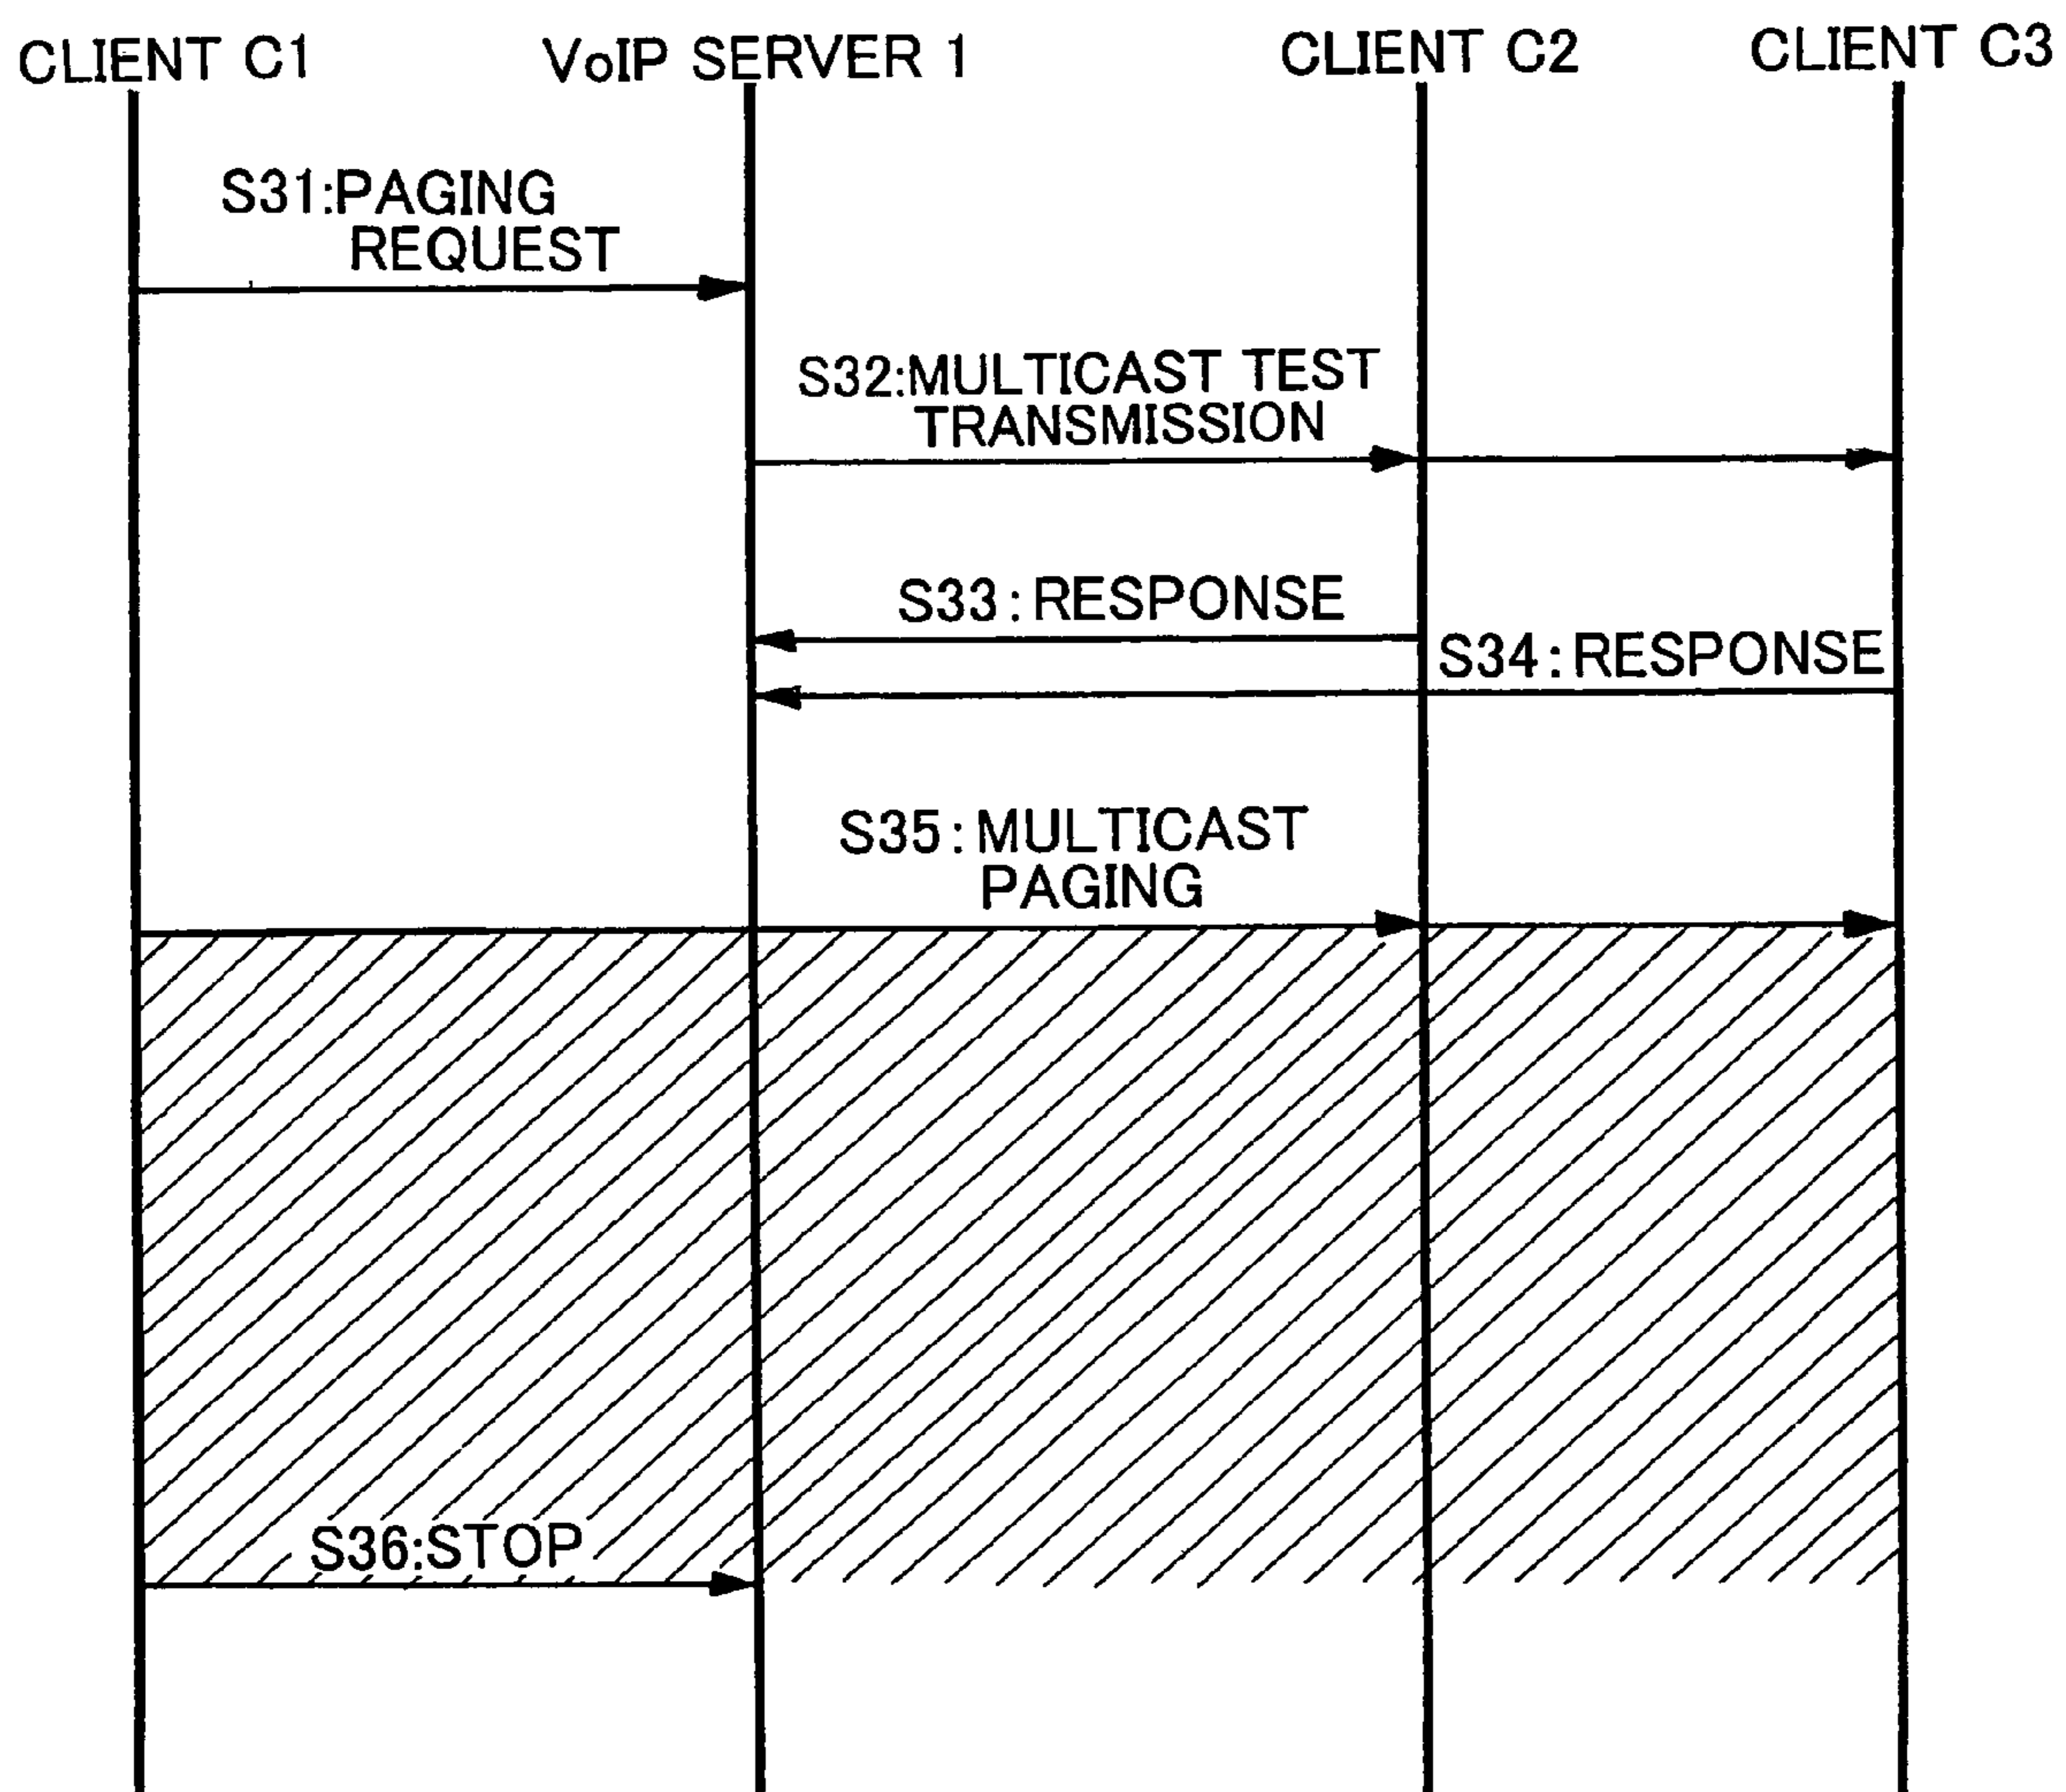 CLIENT C1
VoIP SERVER 1
CLIENT C2
CLIENT C3
S31:PAGING
REQUEST
S32:MULTICAST TEST
TRANSMISSION
S33:RESPONSE
S34:RESPONSE
S35:MULTICAST
PAGING
S36:STOP